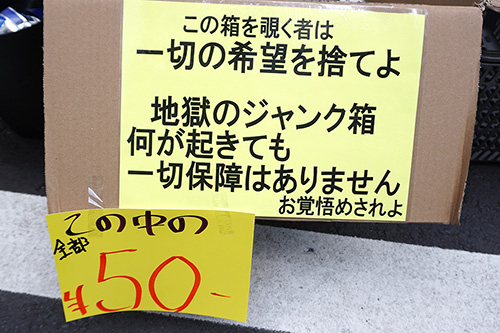 この箱を覗く者は
一切の希望を捨てよ
地獄のジャンク箱
何が起きても
一切保障はありません
お覚悟めされよ
この中の
全部
¥50-